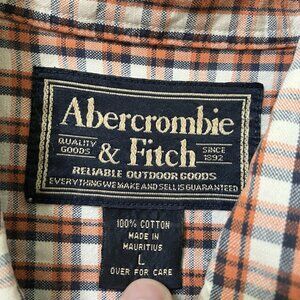 Abercrombie
QUALITY GOODS & Fitch SINCE 1892
RELIABLE OUTDOOR GOODS
EVERYTHING WE MAKE AND SELL IS GUARANTEED
100% COTTON
MADE IN
MAURITIUS
L
OVER FOR CARE